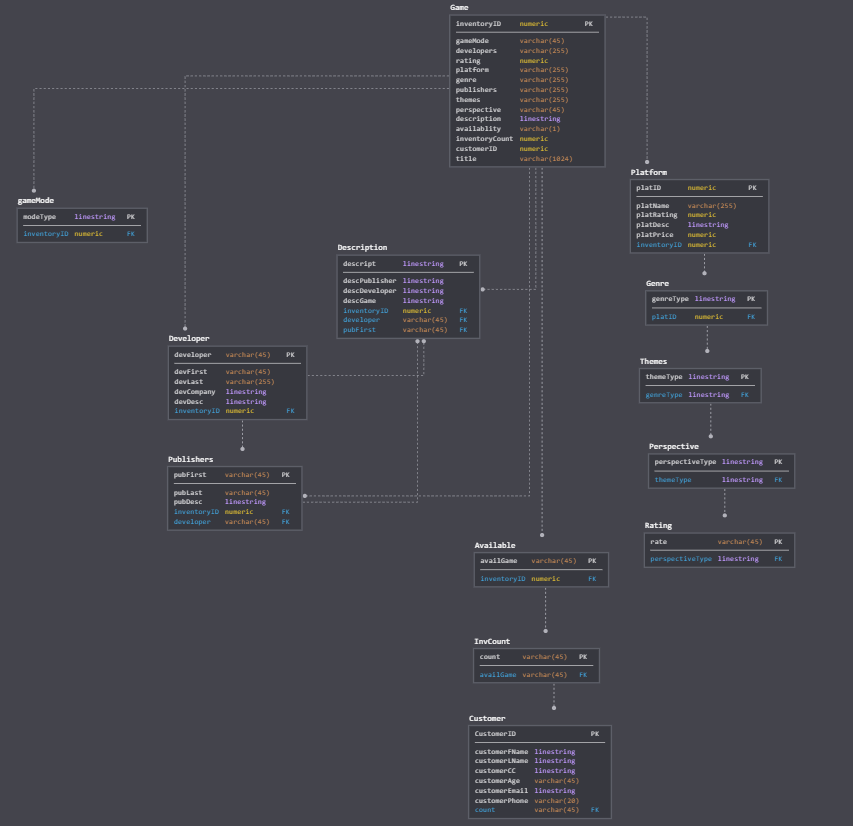 Game
inventoryID numeric PK
gameMode varchar(45)
developers varchar(255)
rating numeric
platform varchar(255)
genre varchar(255)
publishers varchar(255)
themes varchar(255)
perspective varchar(45)
description linestring
availablity varchar(1)
inventoryCount numeric
customerID numeric
title varchar(1024)
gameMode
modeType linestring PK
inventoryID numeric FK
Platform
platID numeric PK
platName varchar(255)
platRating numeric
platDesc linestring
platPrice numeric
inventoryID numeric FK
Description
descript linestring PK
descPublisher linestring
descDeveloper linestring
descGame linestring
inventoryID numeric FK
developer varchar(45) FK
pubFirst varchar(45) FK
Genre
genreType linestring PK
platID numeric FK
Developer
developer varchar(45) PK
devFirst varchar(45)
devLast varchar(255)
devCompany linestring
devDesc linestring
inventoryID numeric FK
Themes
themeType linestring PK
genreType linestring FK
Publishers
pubFirst varchar(45) PK
pubLast varchar(45)
pubDesc linestring
inventoryID numeric FK
developer varchar(45) FK
Perspective
perspectiveType linestring PK
themeType linestring FK
Rating
rate varchar(45) PK
perspectiveType linestring FK
Available
availGame varchar(45) PK
inventoryID numeric FK
InvCount
count varchar(45) PK
availGame varchar(45) FK
Customer
CustomerID PK
customerFName linestring
customerLName linestring
customerCC linestring
customerAge varchar(45)
customerEmail linestring
customerPhone varchar(20)
count varchar(45) FK